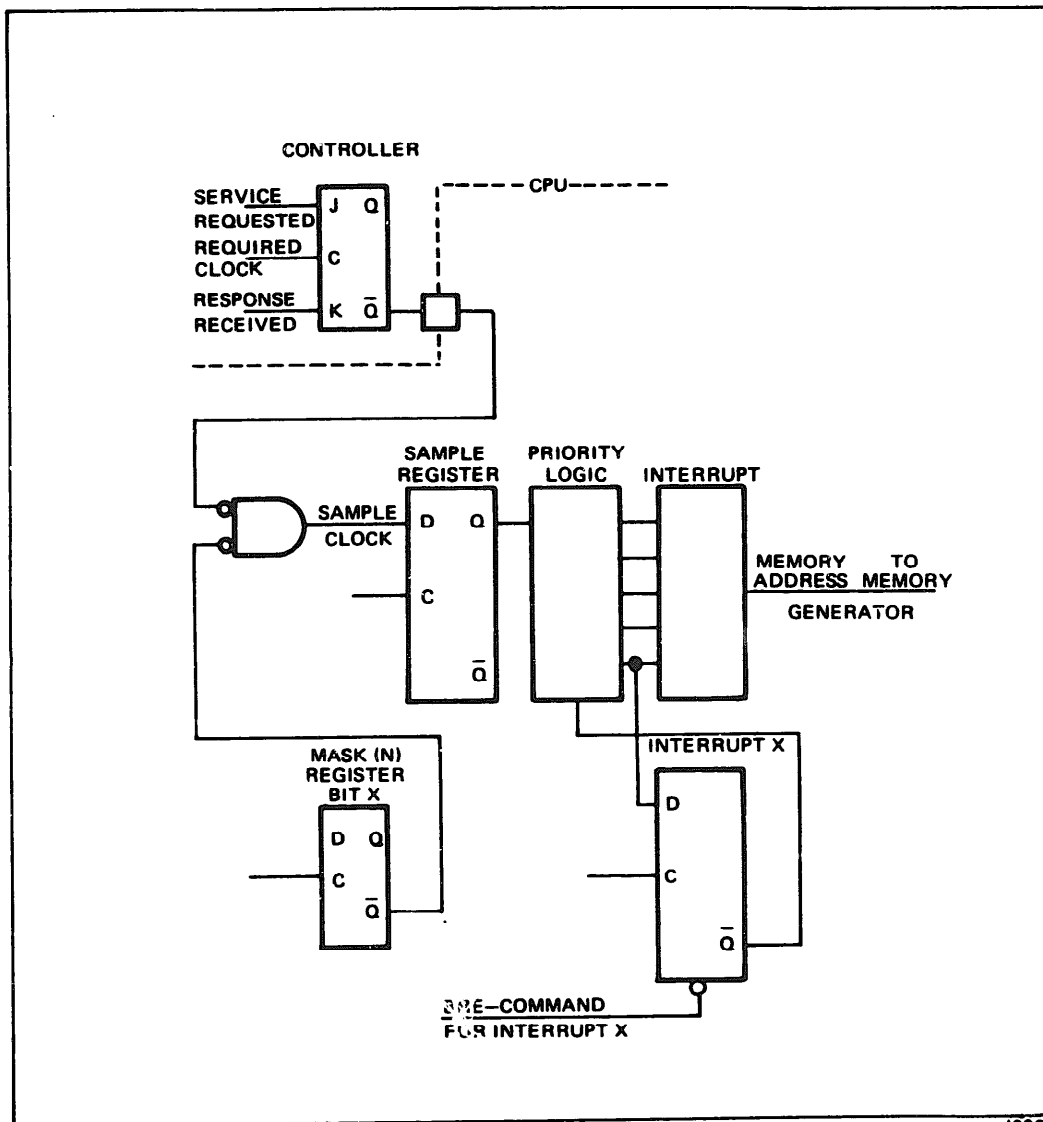 CONTROLLER
CPU
SERVICE
REQUESTED
REQUIRED
CLOCK
RESPONSE
RECEIVED
J Q
C
K Q̅
SAMPLE
REGISTER
PRIORITY
LOGIC
INTERRUPT
SAMPLE
CLOCK
D Q
C
Q̅
MEMORY TO
ADDRESS MEMORY
GENERATOR
MASK (N)
REGISTER
BIT X
D Q
C
Q̅
INTERRUPT X
D
C
Q̅
FOR INTERRUPT X